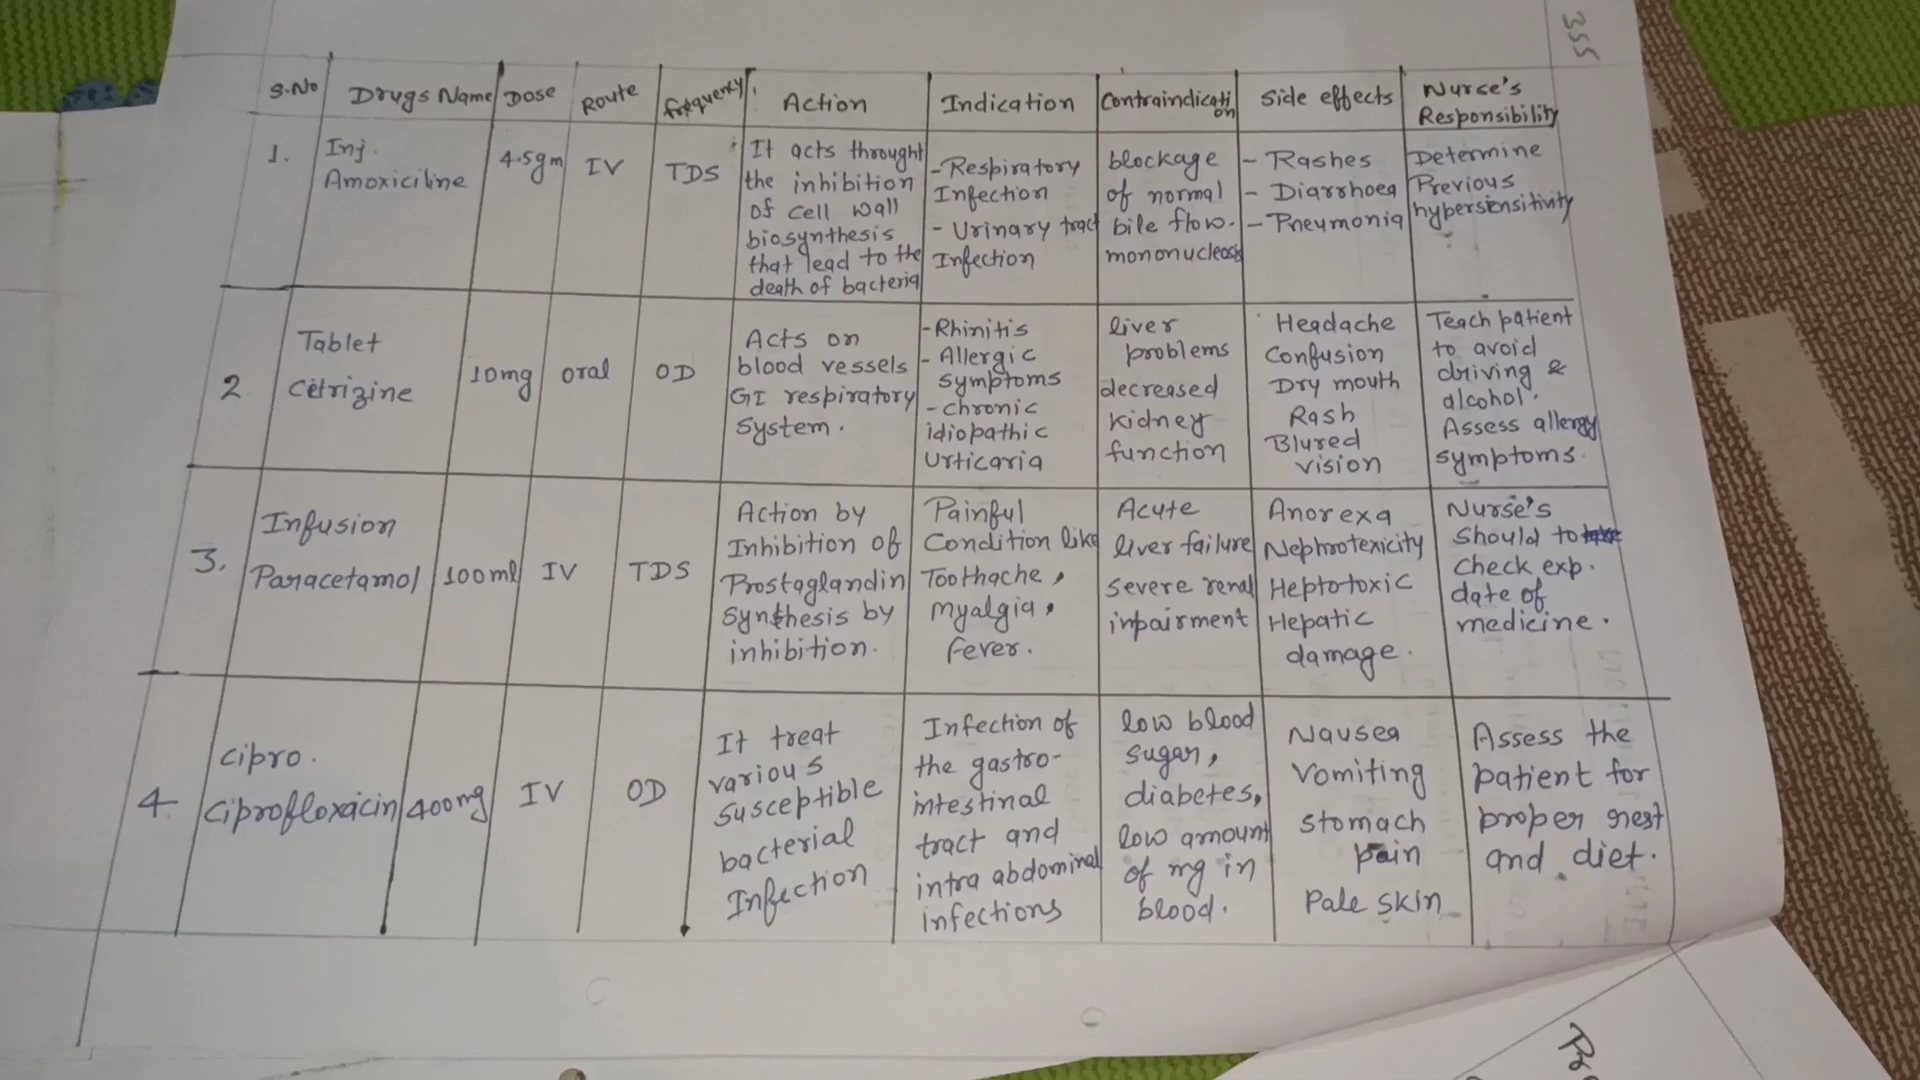 355
S.No Drugs Name Dose Route frequency Action Indication Contraindication Side effects Nurse's Responsibility
1.
Inj.
Amoxiciline
4.5gm
IV
TDS
It acts throught
the inhibition
of cell wall
biosynthesis
that lead to the
death of bacteria
- Respiratory
Infection
- Urinary tract
Infection
blockage
of normal
bile flow.
mononucleosis
- Rashes
- Diarrhoea
- Pneumonia
Determine
Previous
hypersensitivity
2.
Tablet
Cetrizine
10mg
oral
OD
Acts on
blood vessels
GI respiratory
System.
- Rhinitis
- Allergic
symptoms
- chronic
idiopathic
Urticaria
liver
problems
decreased
kidney
function
Headache
Confusion
Dry mouth
Rash
Blured
vision
Teach patient
to avoid
driving &
alcohol.
Assess allergy
symptoms.
3.
Infusion
Paracetamol
100ml
IV
TDS
Action by
Inhibition of
Prostaglandin
Synthesis by
inhibition.
Painful
Condition like
Toothache,
Myalgia,
fever.
Acute
liver failure
severe renal
impairment
Anorexa
Nephrotexicity
Heptotoxic
Hepatic
damage.
Nurse's
Should to
check exp.
date of
medicine.
4.
Cipro.
Ciprofloxacin
400mg
IV
OD
It treat
various
susceptible
bacterial
Infection
Infection of
the gastro-
intestinal
tract and
intra abdominal
infections
low blood
sugar,
diabetes,
low amount
of mg in
blood.
Nausea
Vomiting
stomach
pain
Pale skin
Assess the
patient for
proper rest
and diet.